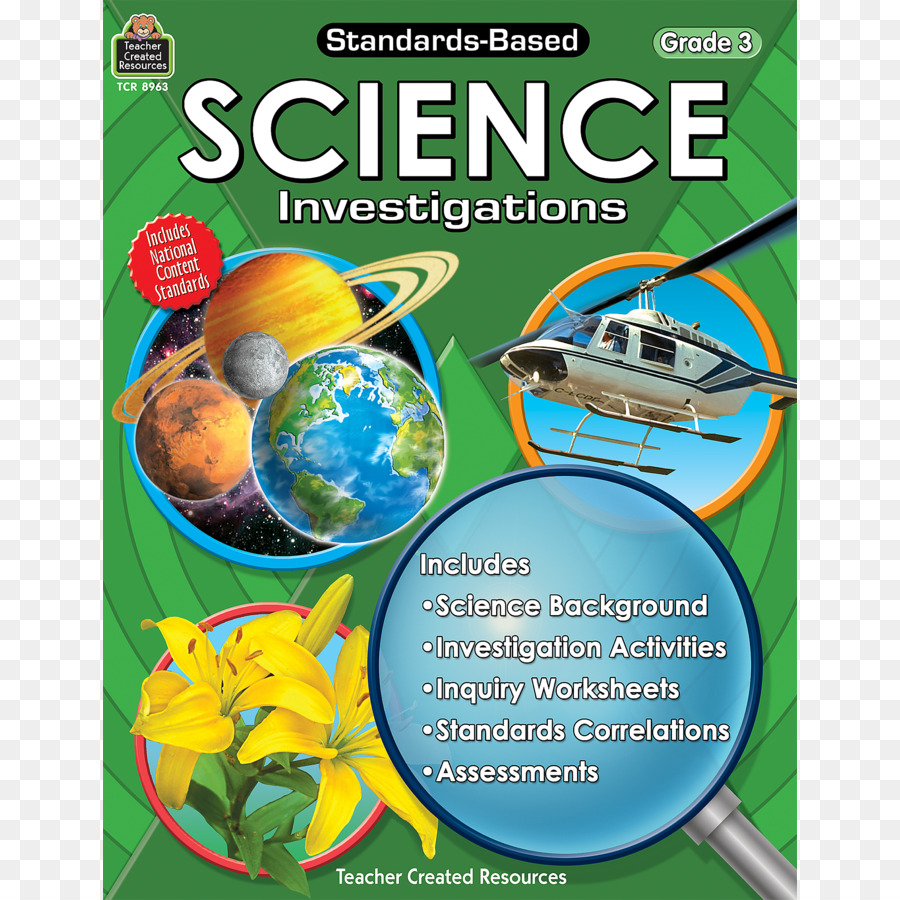 Teacher
Created
Resources
TCR 8963
Standards-Based
Grade 3
SCIENCE
Investigations
Includes
National
Content
Standards
Includes
•Science Background
•Investigation Activities
•Inquiry Worksheets
•Standards Correlations
•Assessments
Teacher Created Resources